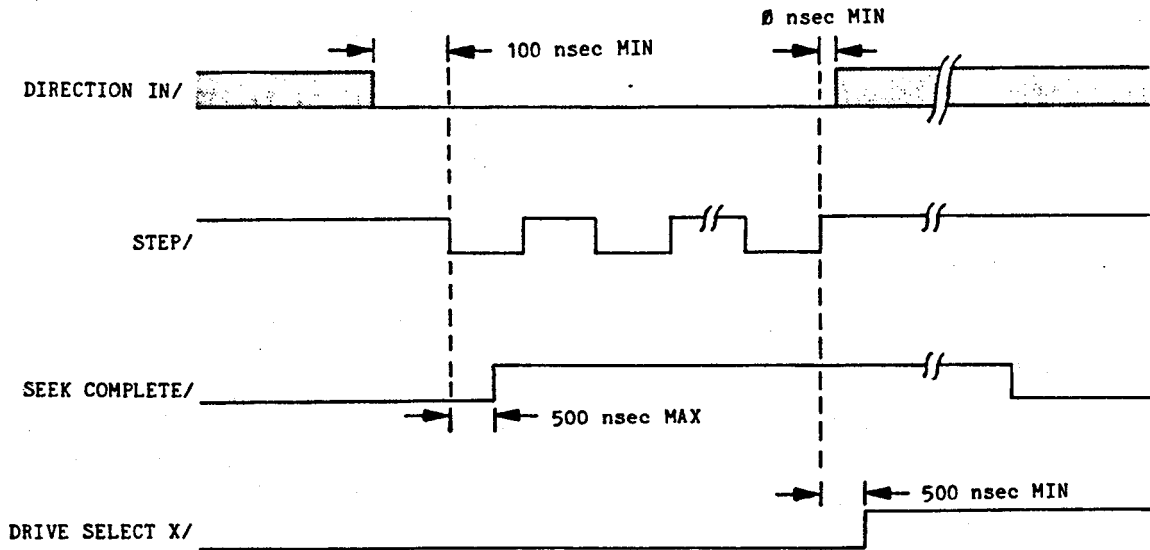 Ø nsec MIN
100 nsec MIN
DIRECTION IN/
STEP/
SEEK COMPLETE/
500 nsec MAX
500 nsec MIN
DRIVE SELECT X/